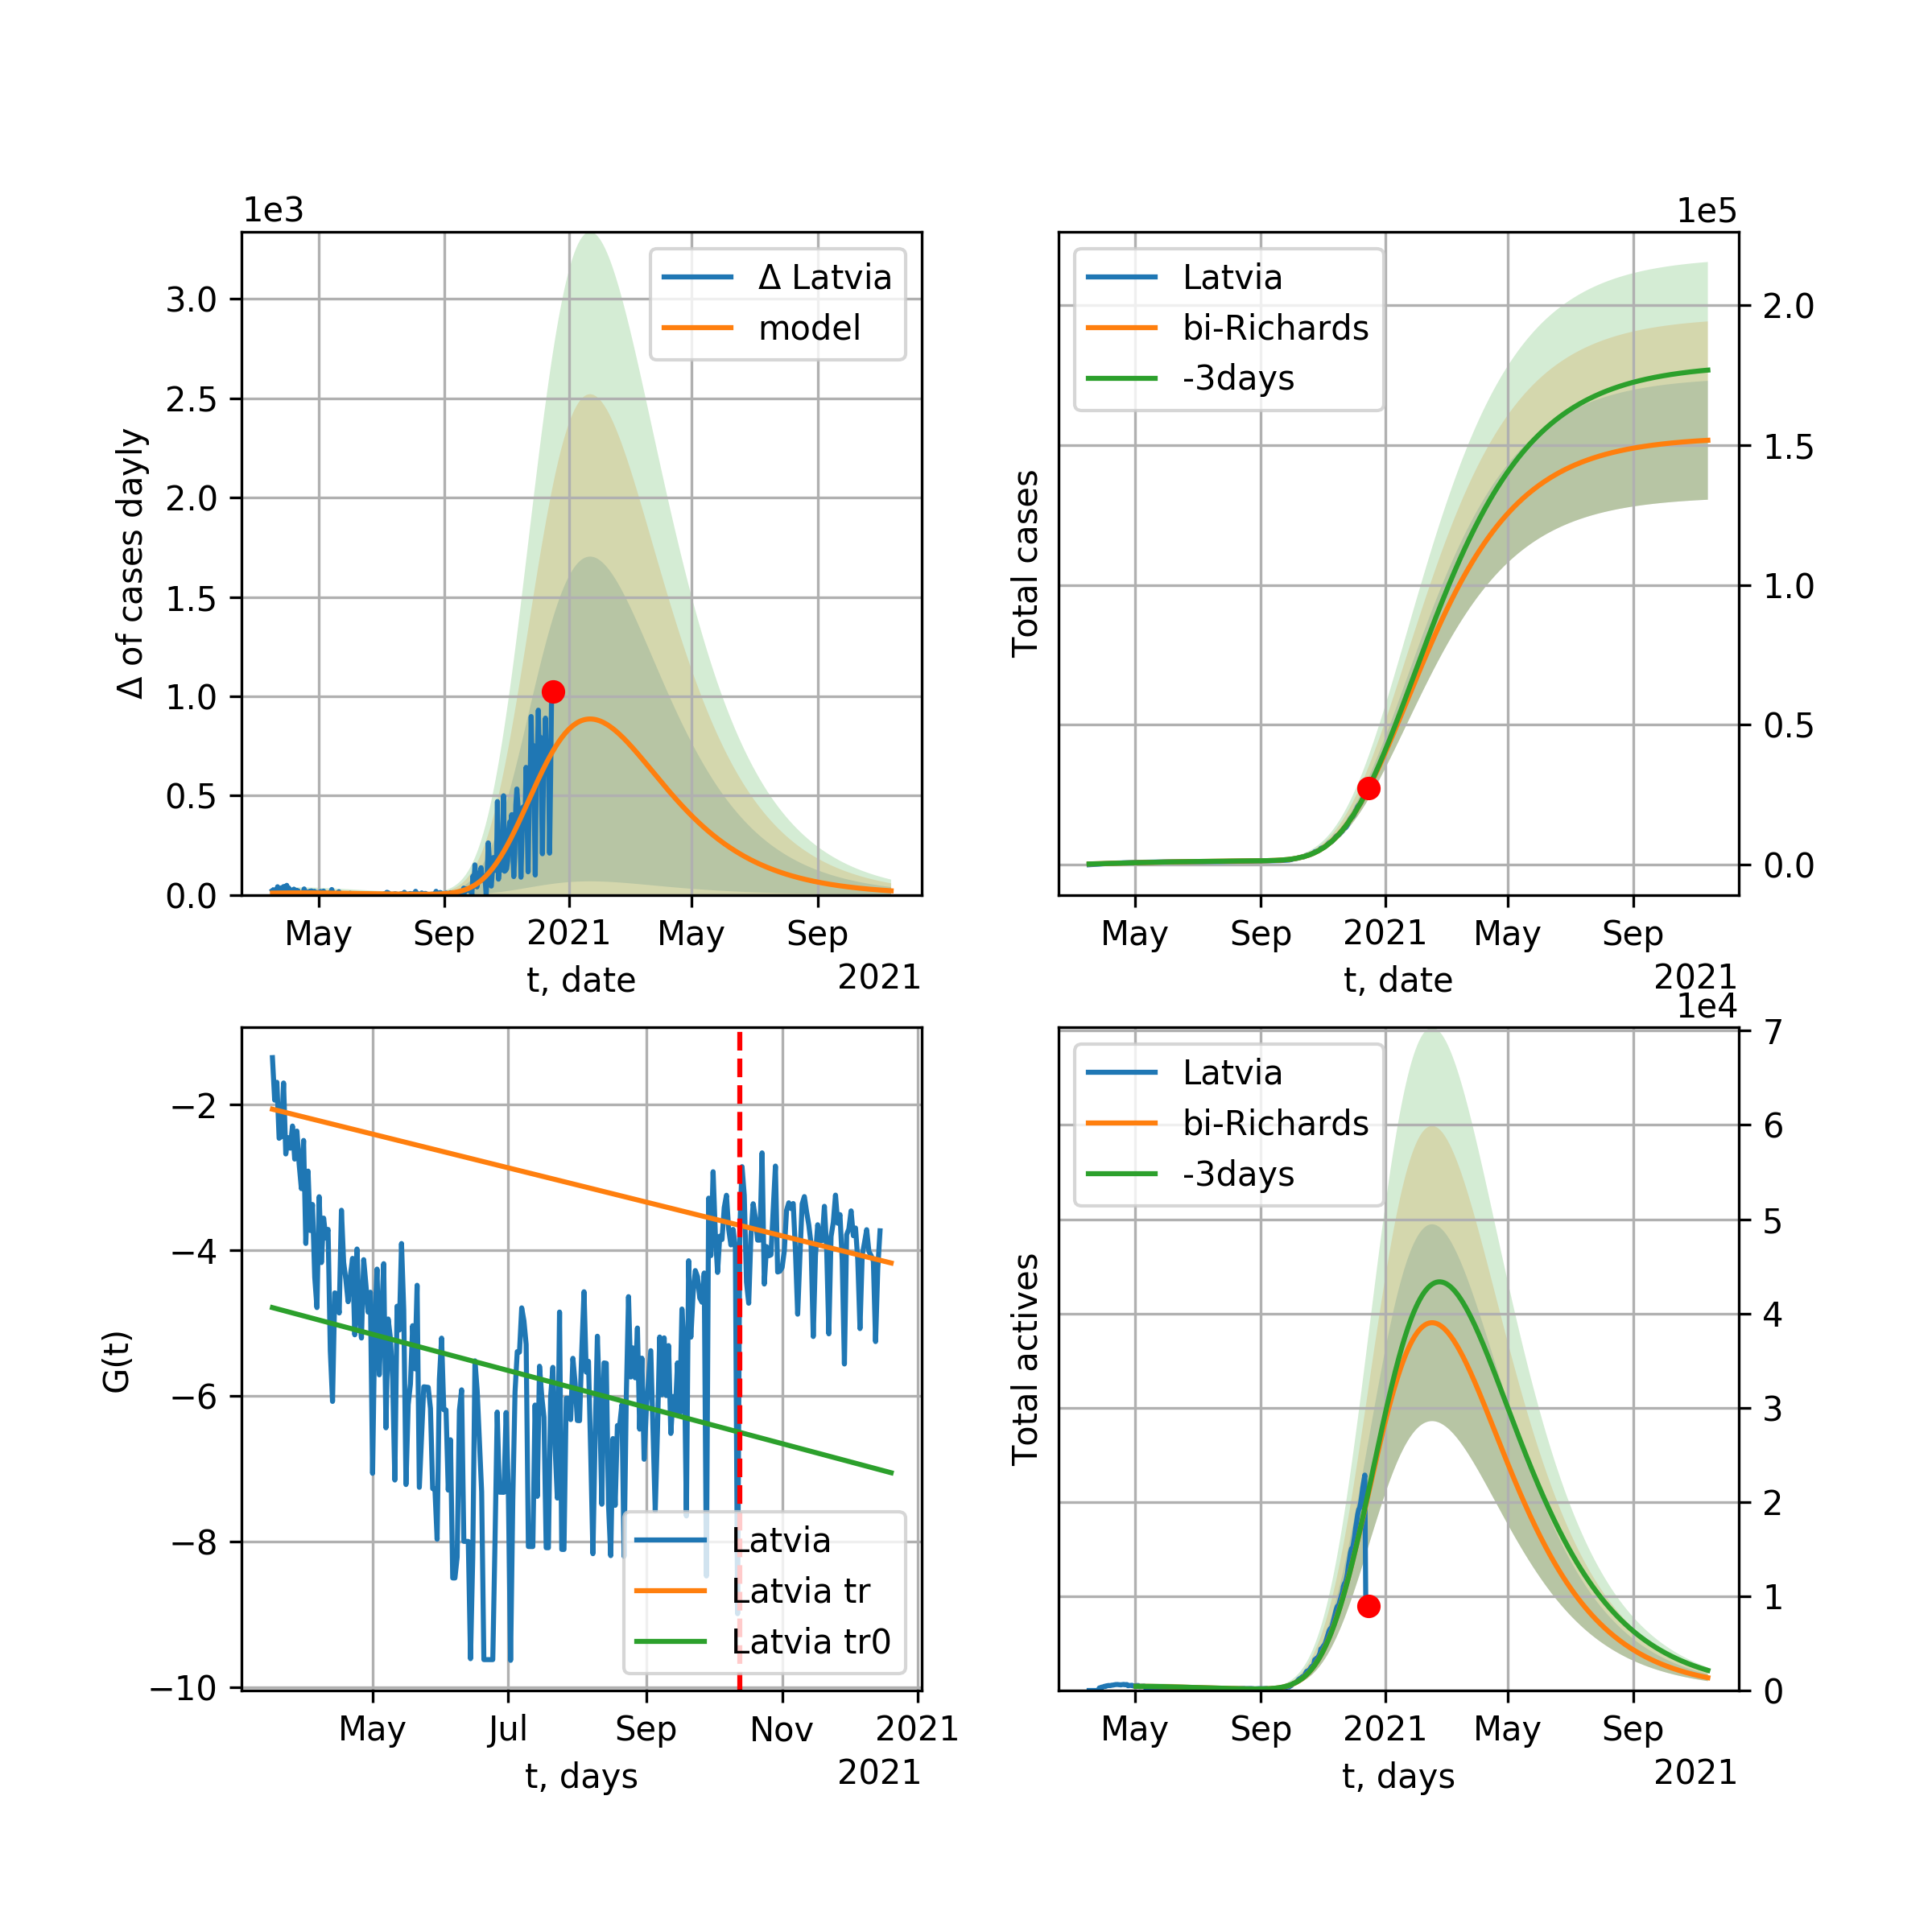 1e3
3.0
2.5
2.0
1.5
1.0
0.5
0.0
Δ of cases dayly
Δ Latvia
model
May
Sep
2021
May
Sep
t, date
2021
1e5
Latvia
bi-Richards
-3days
Total cases
2.0
1.5
1.0
0.5
0.0
May
Sep
2021
May
Sep
t, date
2021
−2
−4
−6
−8
−10
G(t)
Latvia
Latvia tr
Latvia tr0
May
Jul
Sep
Nov
2021
t, days
2021
1e4
Latvia
bi-Richards
-3days
Total actives
7
6
5
4
3
2
1
0
May
Sep
2021
May
Sep
t, days
2021